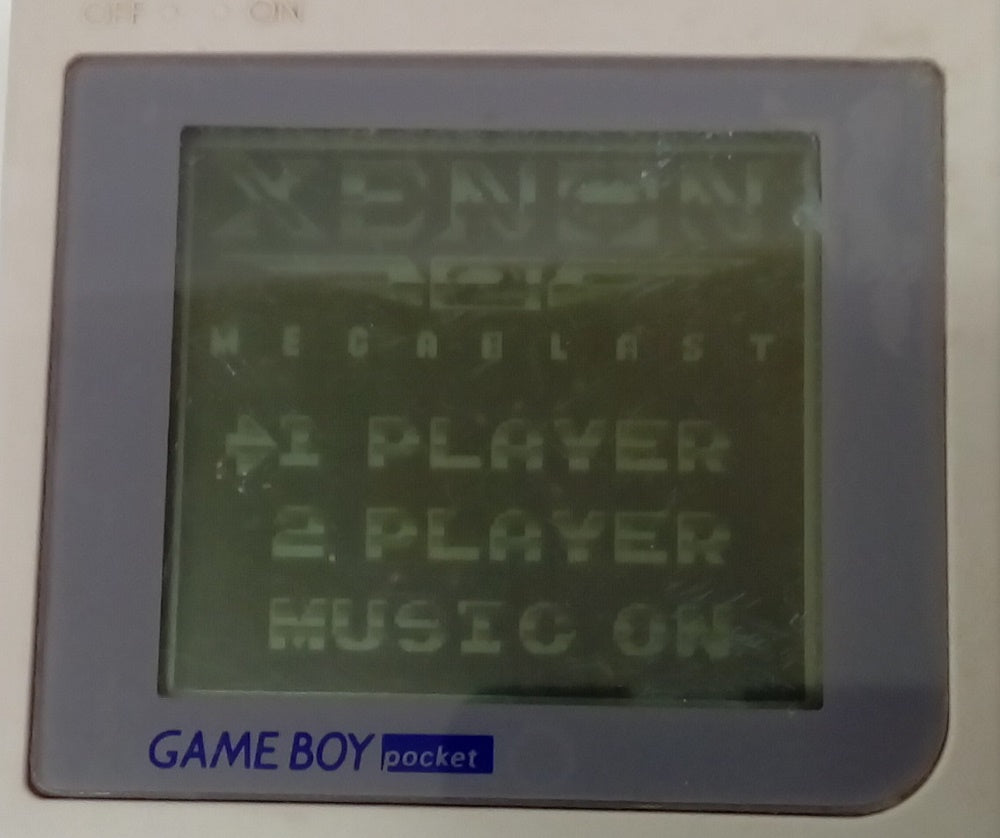 OFF ON
XENON
2
MEGABLAST
1 PLAYER
2 PLAYER
MUSIC ON
GAME BOY pocket